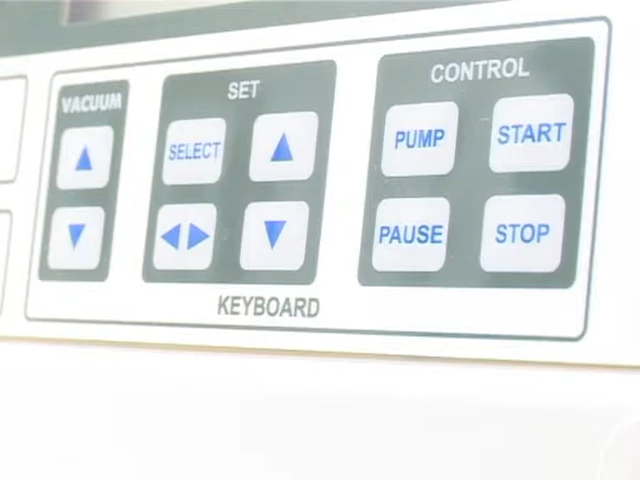 VACUUM
SET
SELECT
CONTROL
PUMP
START
PAUSE
STOP
KEYBOARD